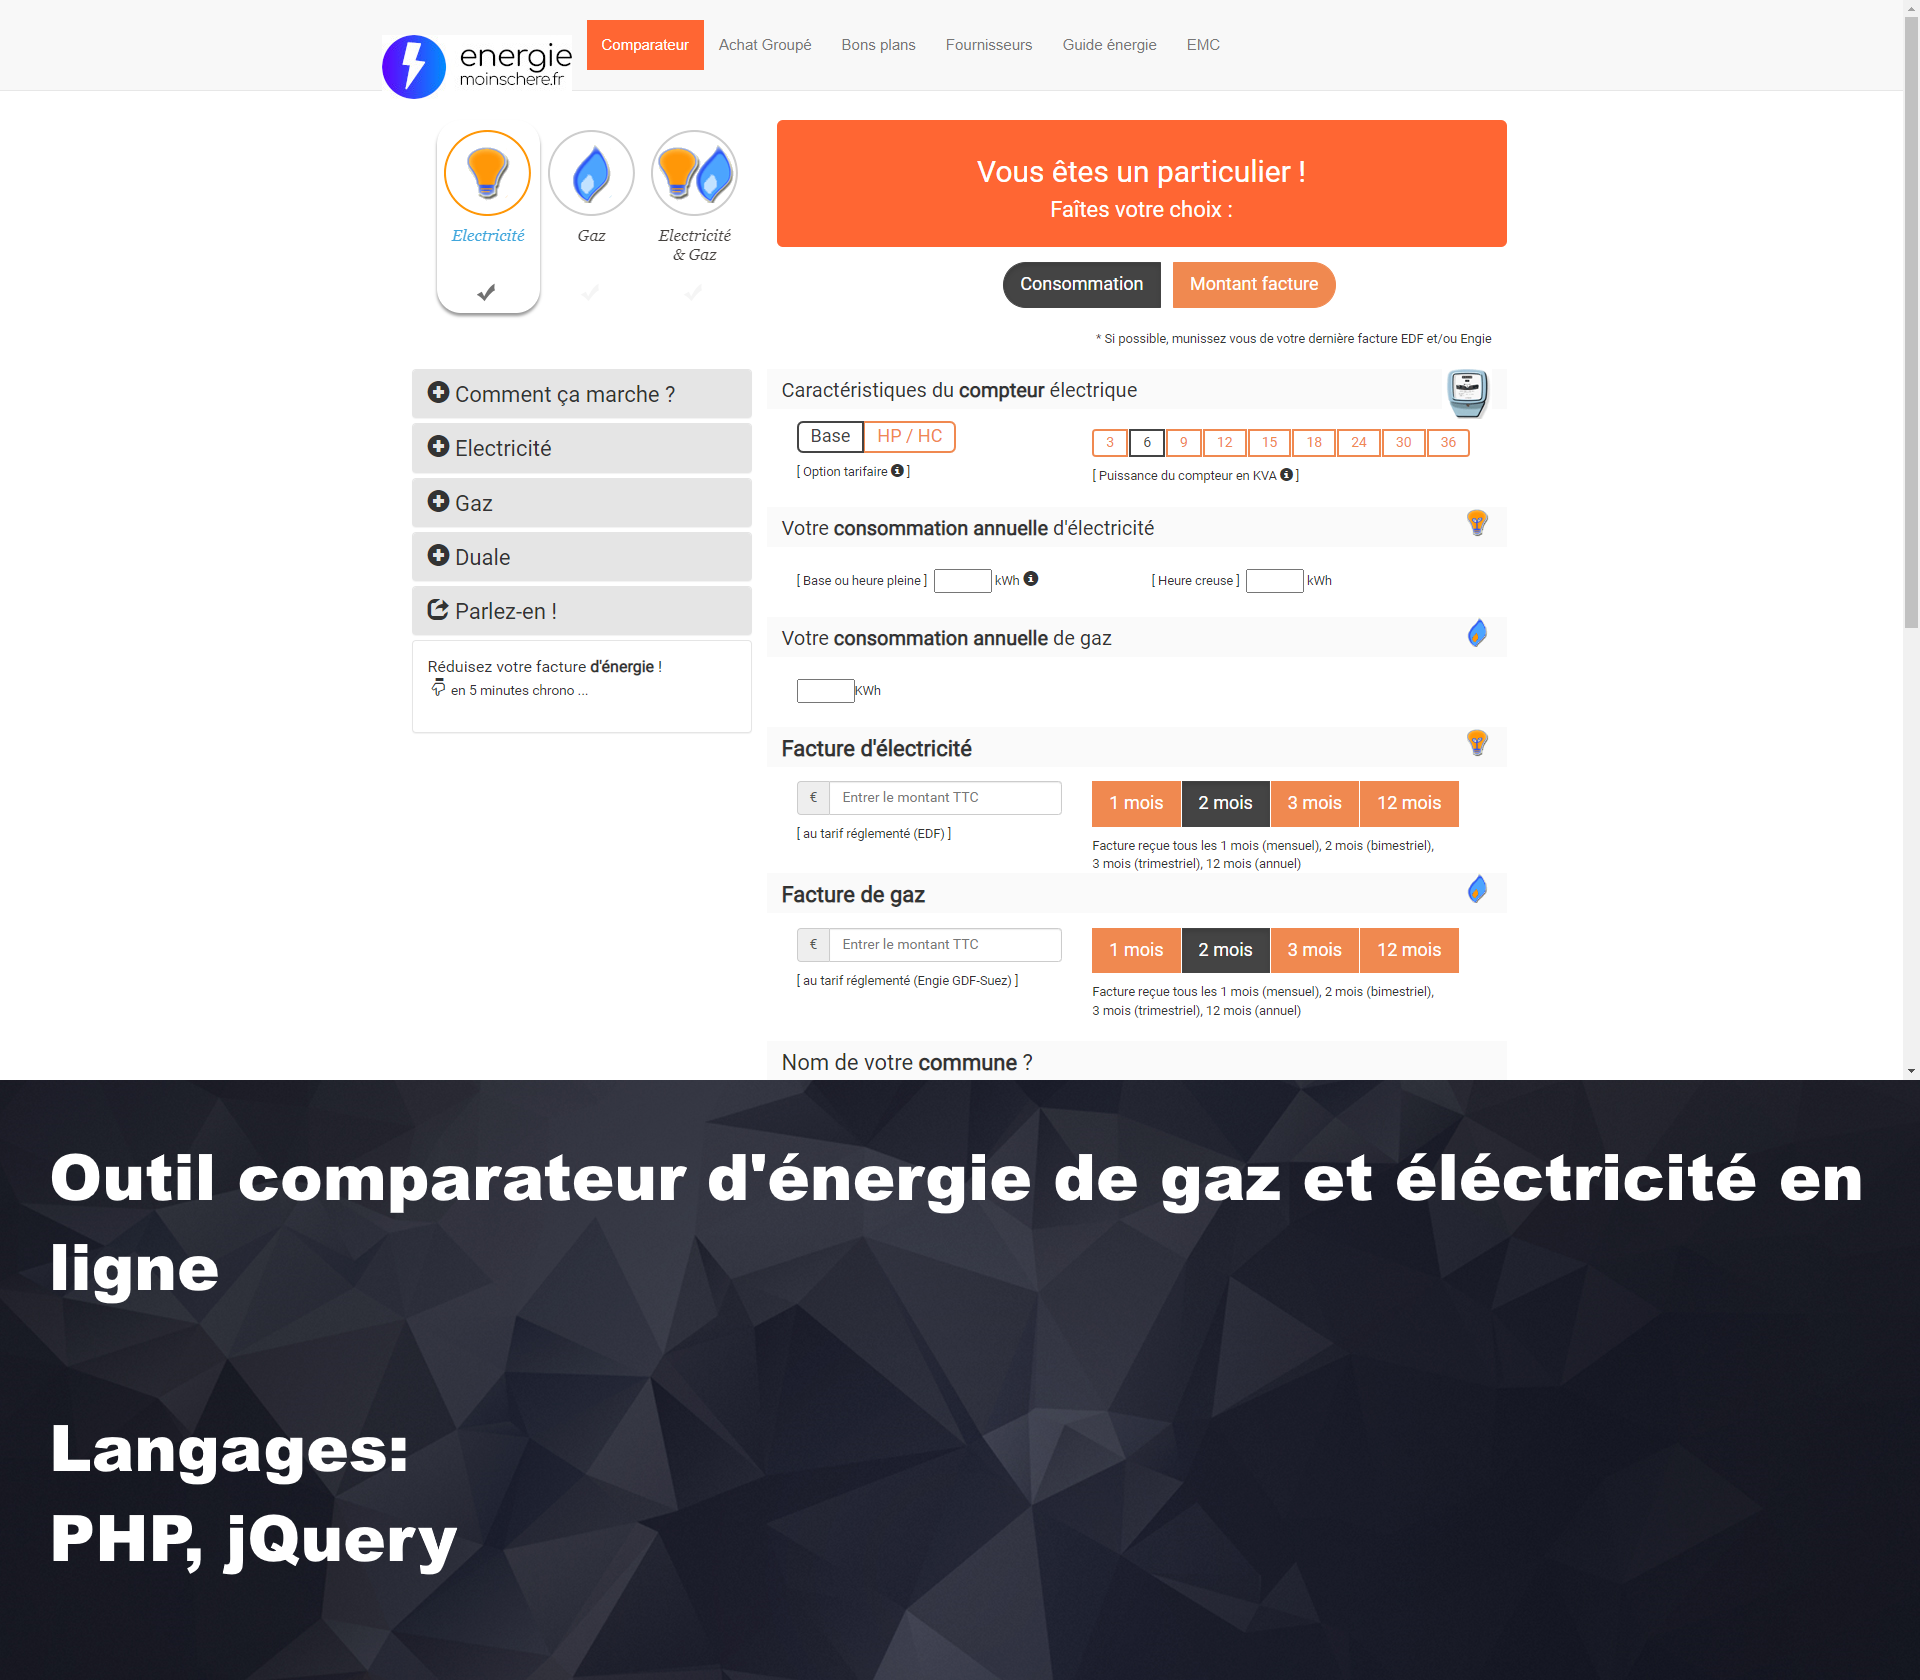 energie
moinschere.fr
Comparateur
Achat Groupé
Bons plans
Fournisseurs
Guide énergie
EMC
Electricité
Gaz
Electricité
& Gaz
Vous êtes un particulier !
Faîtes votre choix :
Consommation
Montant facture
* Si possible, munissez vous de votre dernière facture EDF et/ou Engie
Comment ça marche ?
Electricité
Gaz
Duale
Parlez-en !
Réduisez votre facture d'énergie !
en 5 minutes chrono ...
Caractéristiques du compteur électrique
Base
HP / HC
[ Option tarifaire ]
3 6 9 12 15 18 24 30 36
[ Puissance du compteur en KVA ]
Votre consommation annuelle d'électricité
[ Base ou heure pleine ] kWh
[ Heure creuse ] kWh
Votre consommation annuelle de gaz
KWh
Facture d'électricité
€ Entrer le montant TTC
[ au tarif réglementé (EDF) ]
1 mois 2 mois 3 mois 12 mois
Facture reçue tous les 1 mois (mensuel), 2 mois (bimestriel),
3 mois (trimestriel), 12 mois (annuel)
Facture de gaz
€ Entrer le montant TTC
[ au tarif réglementé (Engie GDF-Suez) ]
1 mois 2 mois 3 mois 12 mois
Facture reçue tous les 1 mois (mensuel), 2 mois (bimestriel),
3 mois (trimestriel), 12 mois (annuel)
Nom de votre commune ?
Outil comparateur d'énergie de gaz et éléctricité en
ligne
Langages:
PHP, jQuery